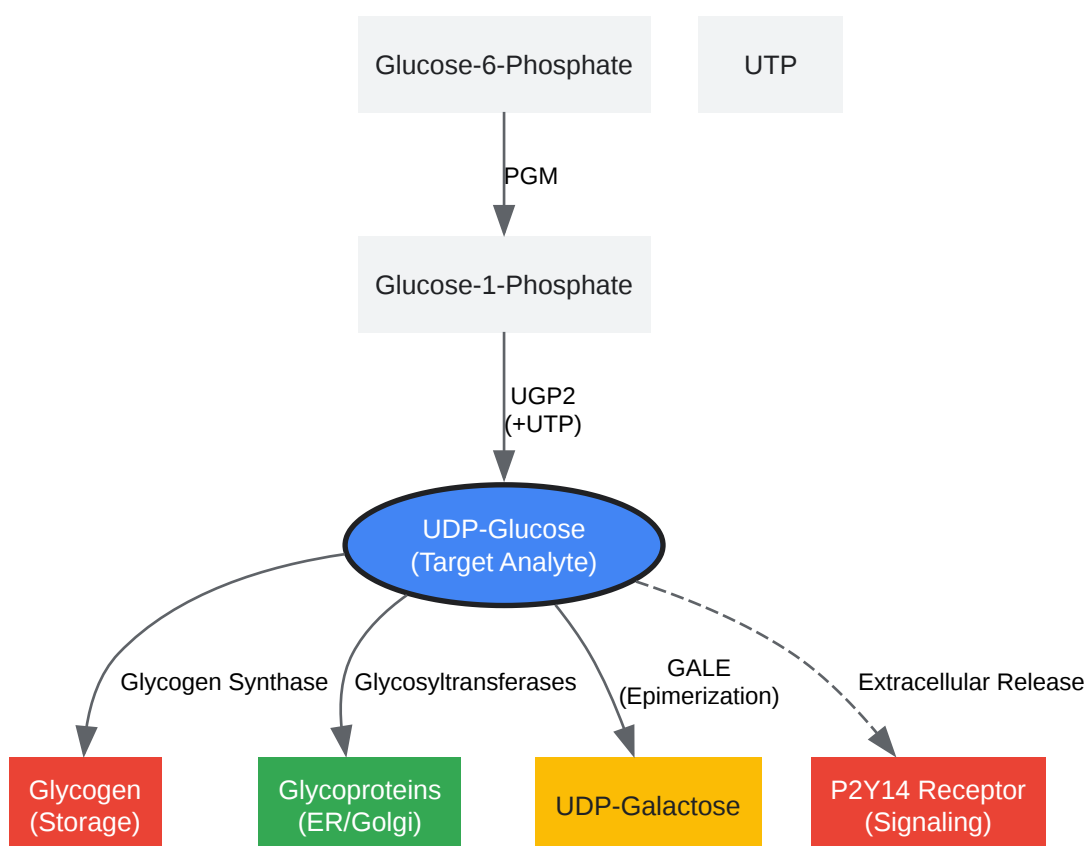 Glucose-6-Phosphate
UTP
PGM
Glucose-1-Phosphate
UGP2
(+UTP)
UDP-Glucose
(Target Analyte)
Glycogen Synthase
Glycosyltransferases
GALE
(Epimerization)
Extracellular Release
Glycogen
(Storage)
Glycoproteins
(ER/Golgi)
UDP-Galactose
P2Y14 Receptor
(Signaling)